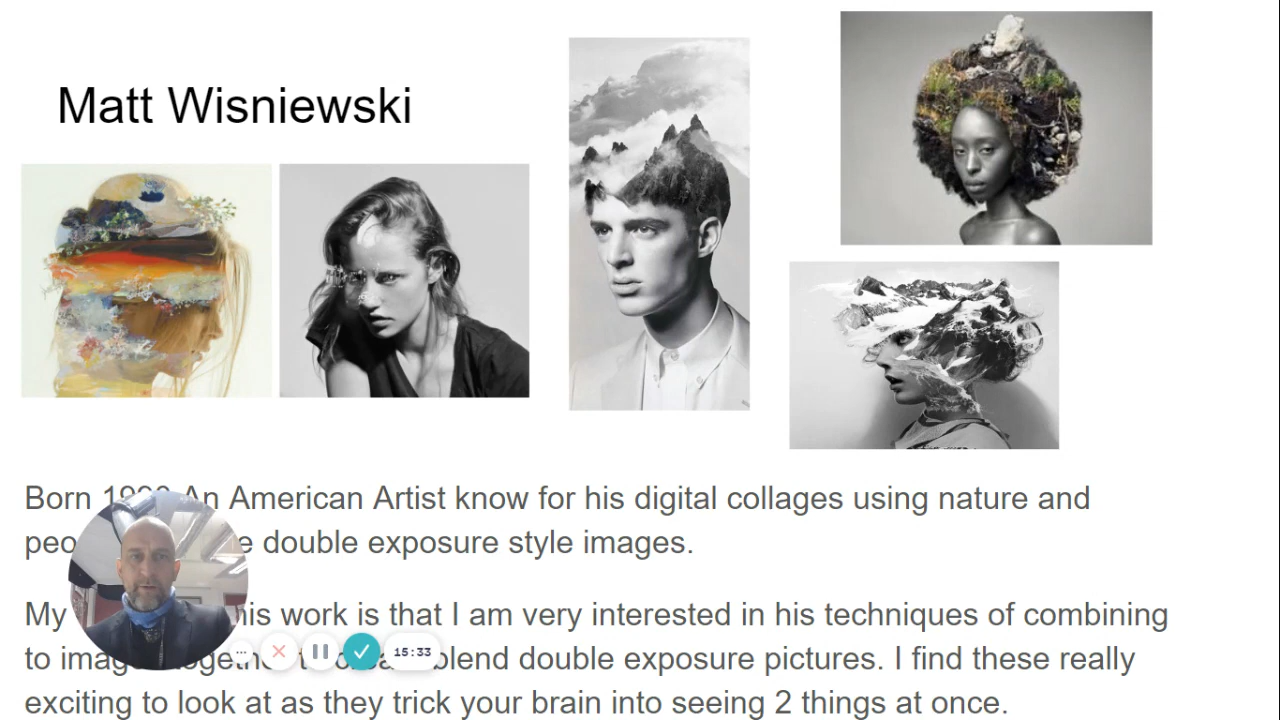 Matt Wisniewski
Born An American Artist know for his digital collages using nature and
double exposure style images.
My his work is that I am very interested in his techniques of combining
to blend double exposure pictures. I find these really
15:33
exciting to look at as they trick your brain into seeing 2 things at once.